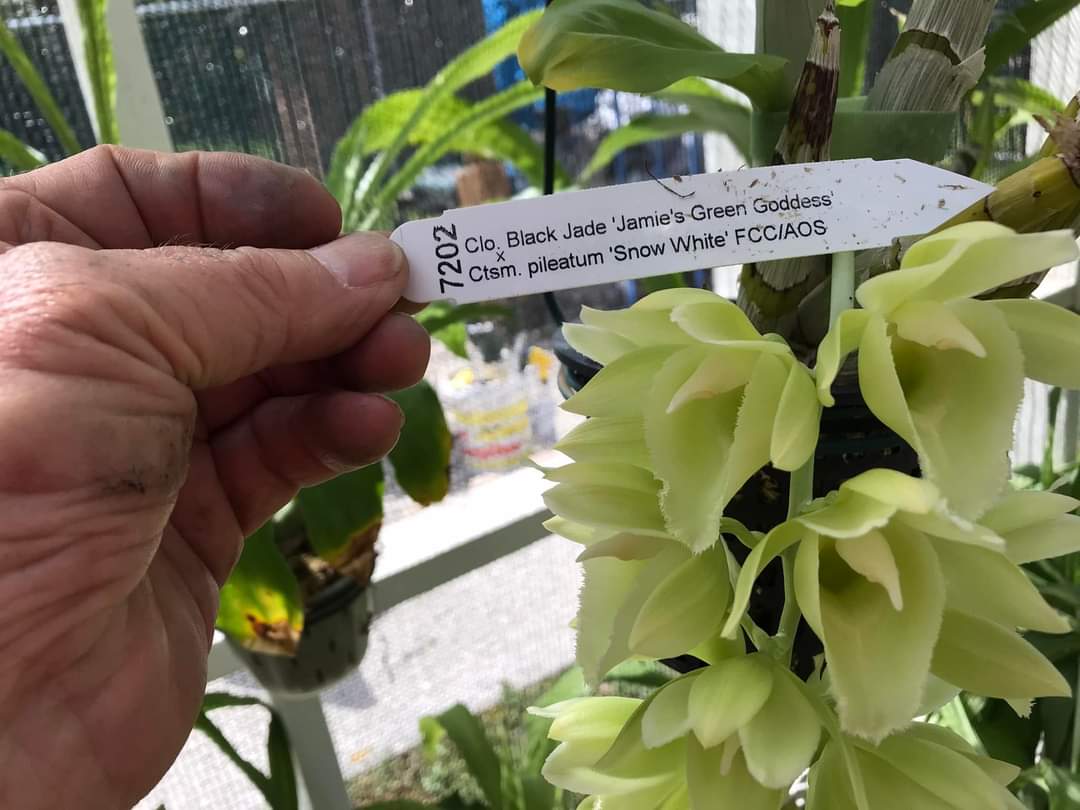 7202
Clo. Black Jade 'Jamie's Green Goddess'
x
Ctsm. pileatum 'Snow White' FCC/AOS